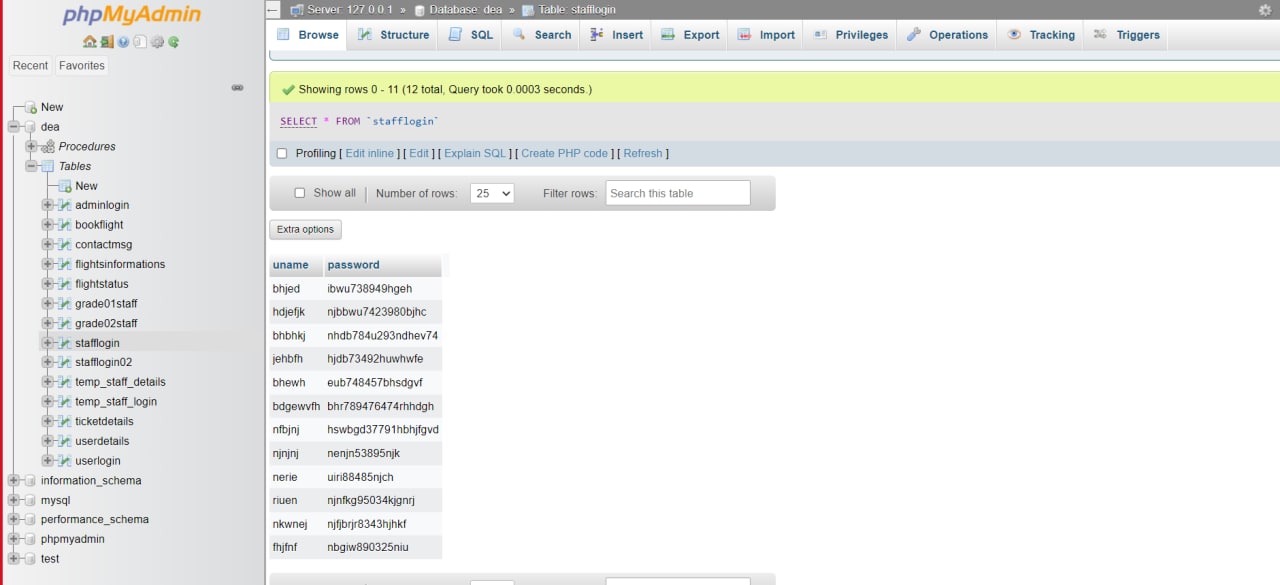 phpMyAdmin
Recent Favorites
New
dea
Procedures
Tables
New
adminlogin
bookflight
contactmsg
flightsinformations
flightstatus
grade01staff
grade02staff
stafflogin
stafflogin02
temp_staff_details
temp_staff_login
ticketdetails
userdetails
userlogin
information_schema
mysql
performance_schema
phpmyadmin
test
Server: 127.0.0.1 » Database: dea » Table: stafflogin
Browse Structure SQL Search Insert Export Import Privileges Operations Tracking Triggers
Showing rows 0 - 11 (12 total, Query took 0.0003 seconds.)
SELECT * FROM `stafflogin`
Profiling [ Edit inline ] [ Edit ] [ Explain SQL ] [ Create PHP code ] [ Refresh ]
Show all | Number of rows: 25 Filter rows: Search this table
Extra options
uname password
bhjed ibwu738949hgeh
hdjefjk njbbwu7423980bjhc
bhbhkj nhdb784u293ndhev74
jehbfh hjdb73492huwhwfe
bhewh eub748457bhsdgvf
bdgewvfh bhr789476474rhhdgh
nfbjnj hswbgd37791hbhjfgvd
njnjnj nenjn53895njk
nerie uiri88485njch
riuen njnfkg95034kjgnrj
nkwnej njfjbrjr8343hjhkf
fhjfnf nbgiw890325niu